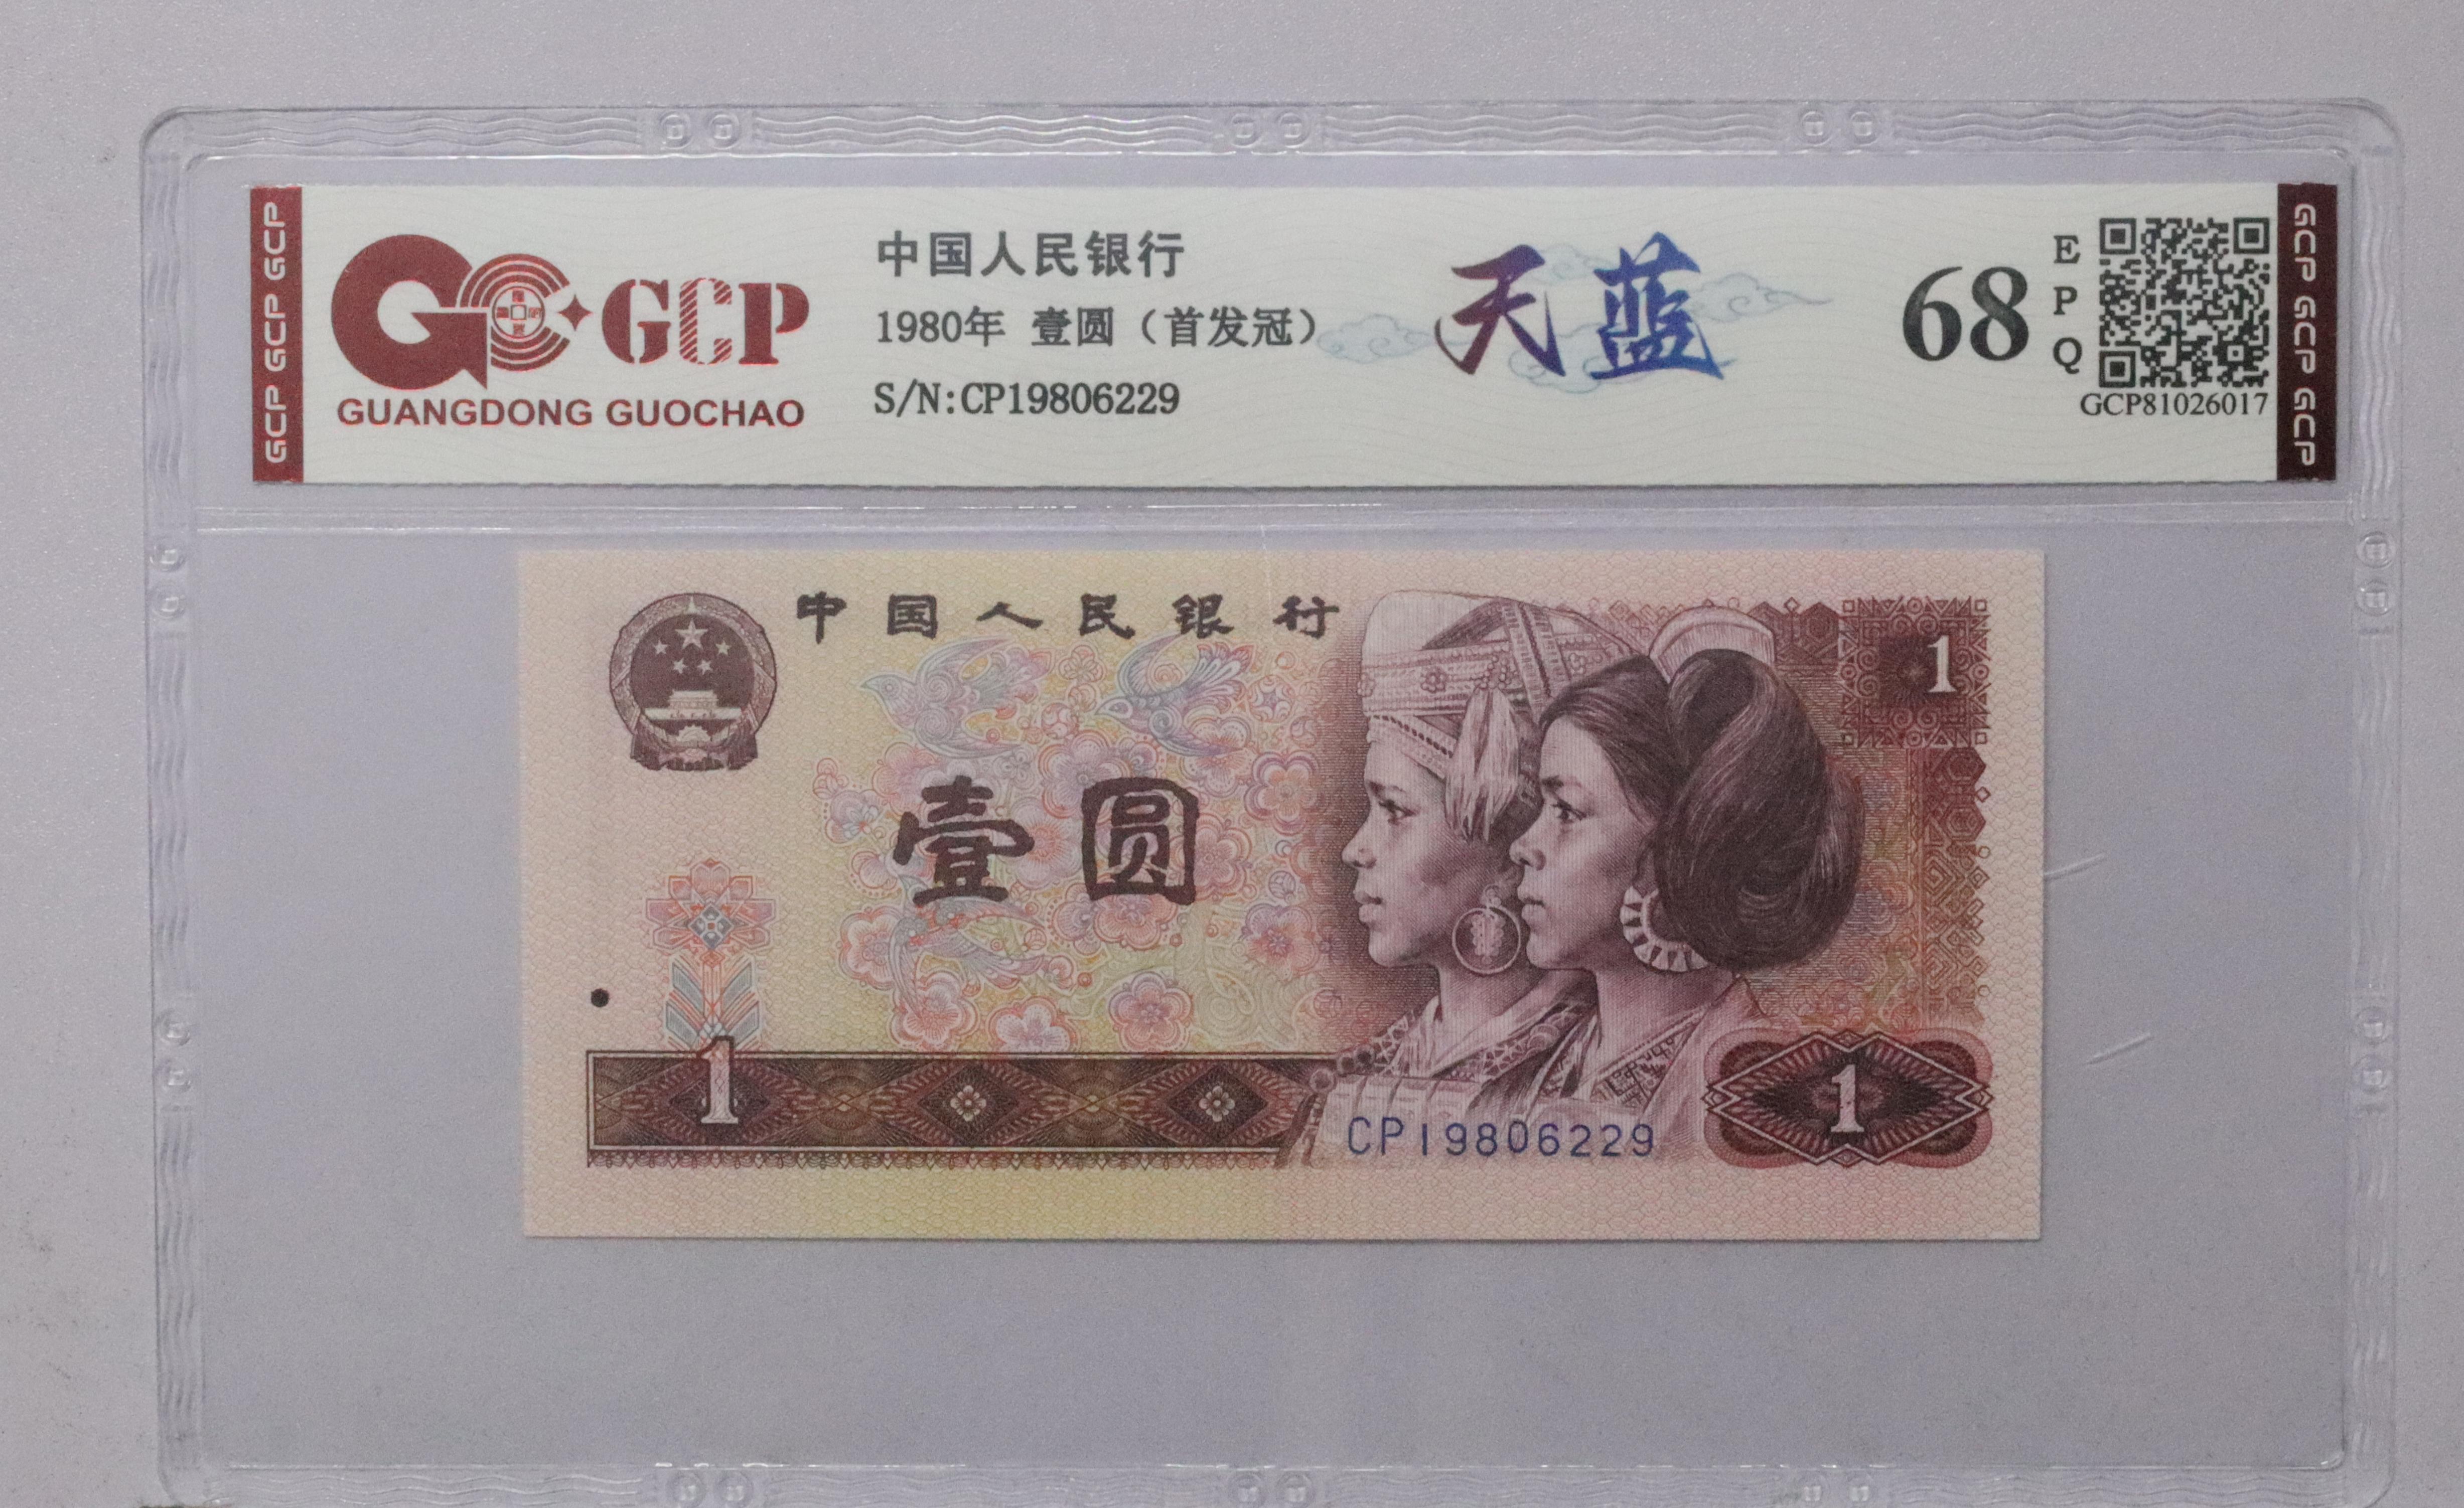 GCP GCP GCP
GCP
GUANGDONG GUOCHAO
中国人民银行
1980年 壹圆（首发冠）
S/N:CP19806229
天蓝
68
EPQ
GCP81026017
GCP GCP GCP
中国人民银行
1
壹圆
1
CP19806229
1